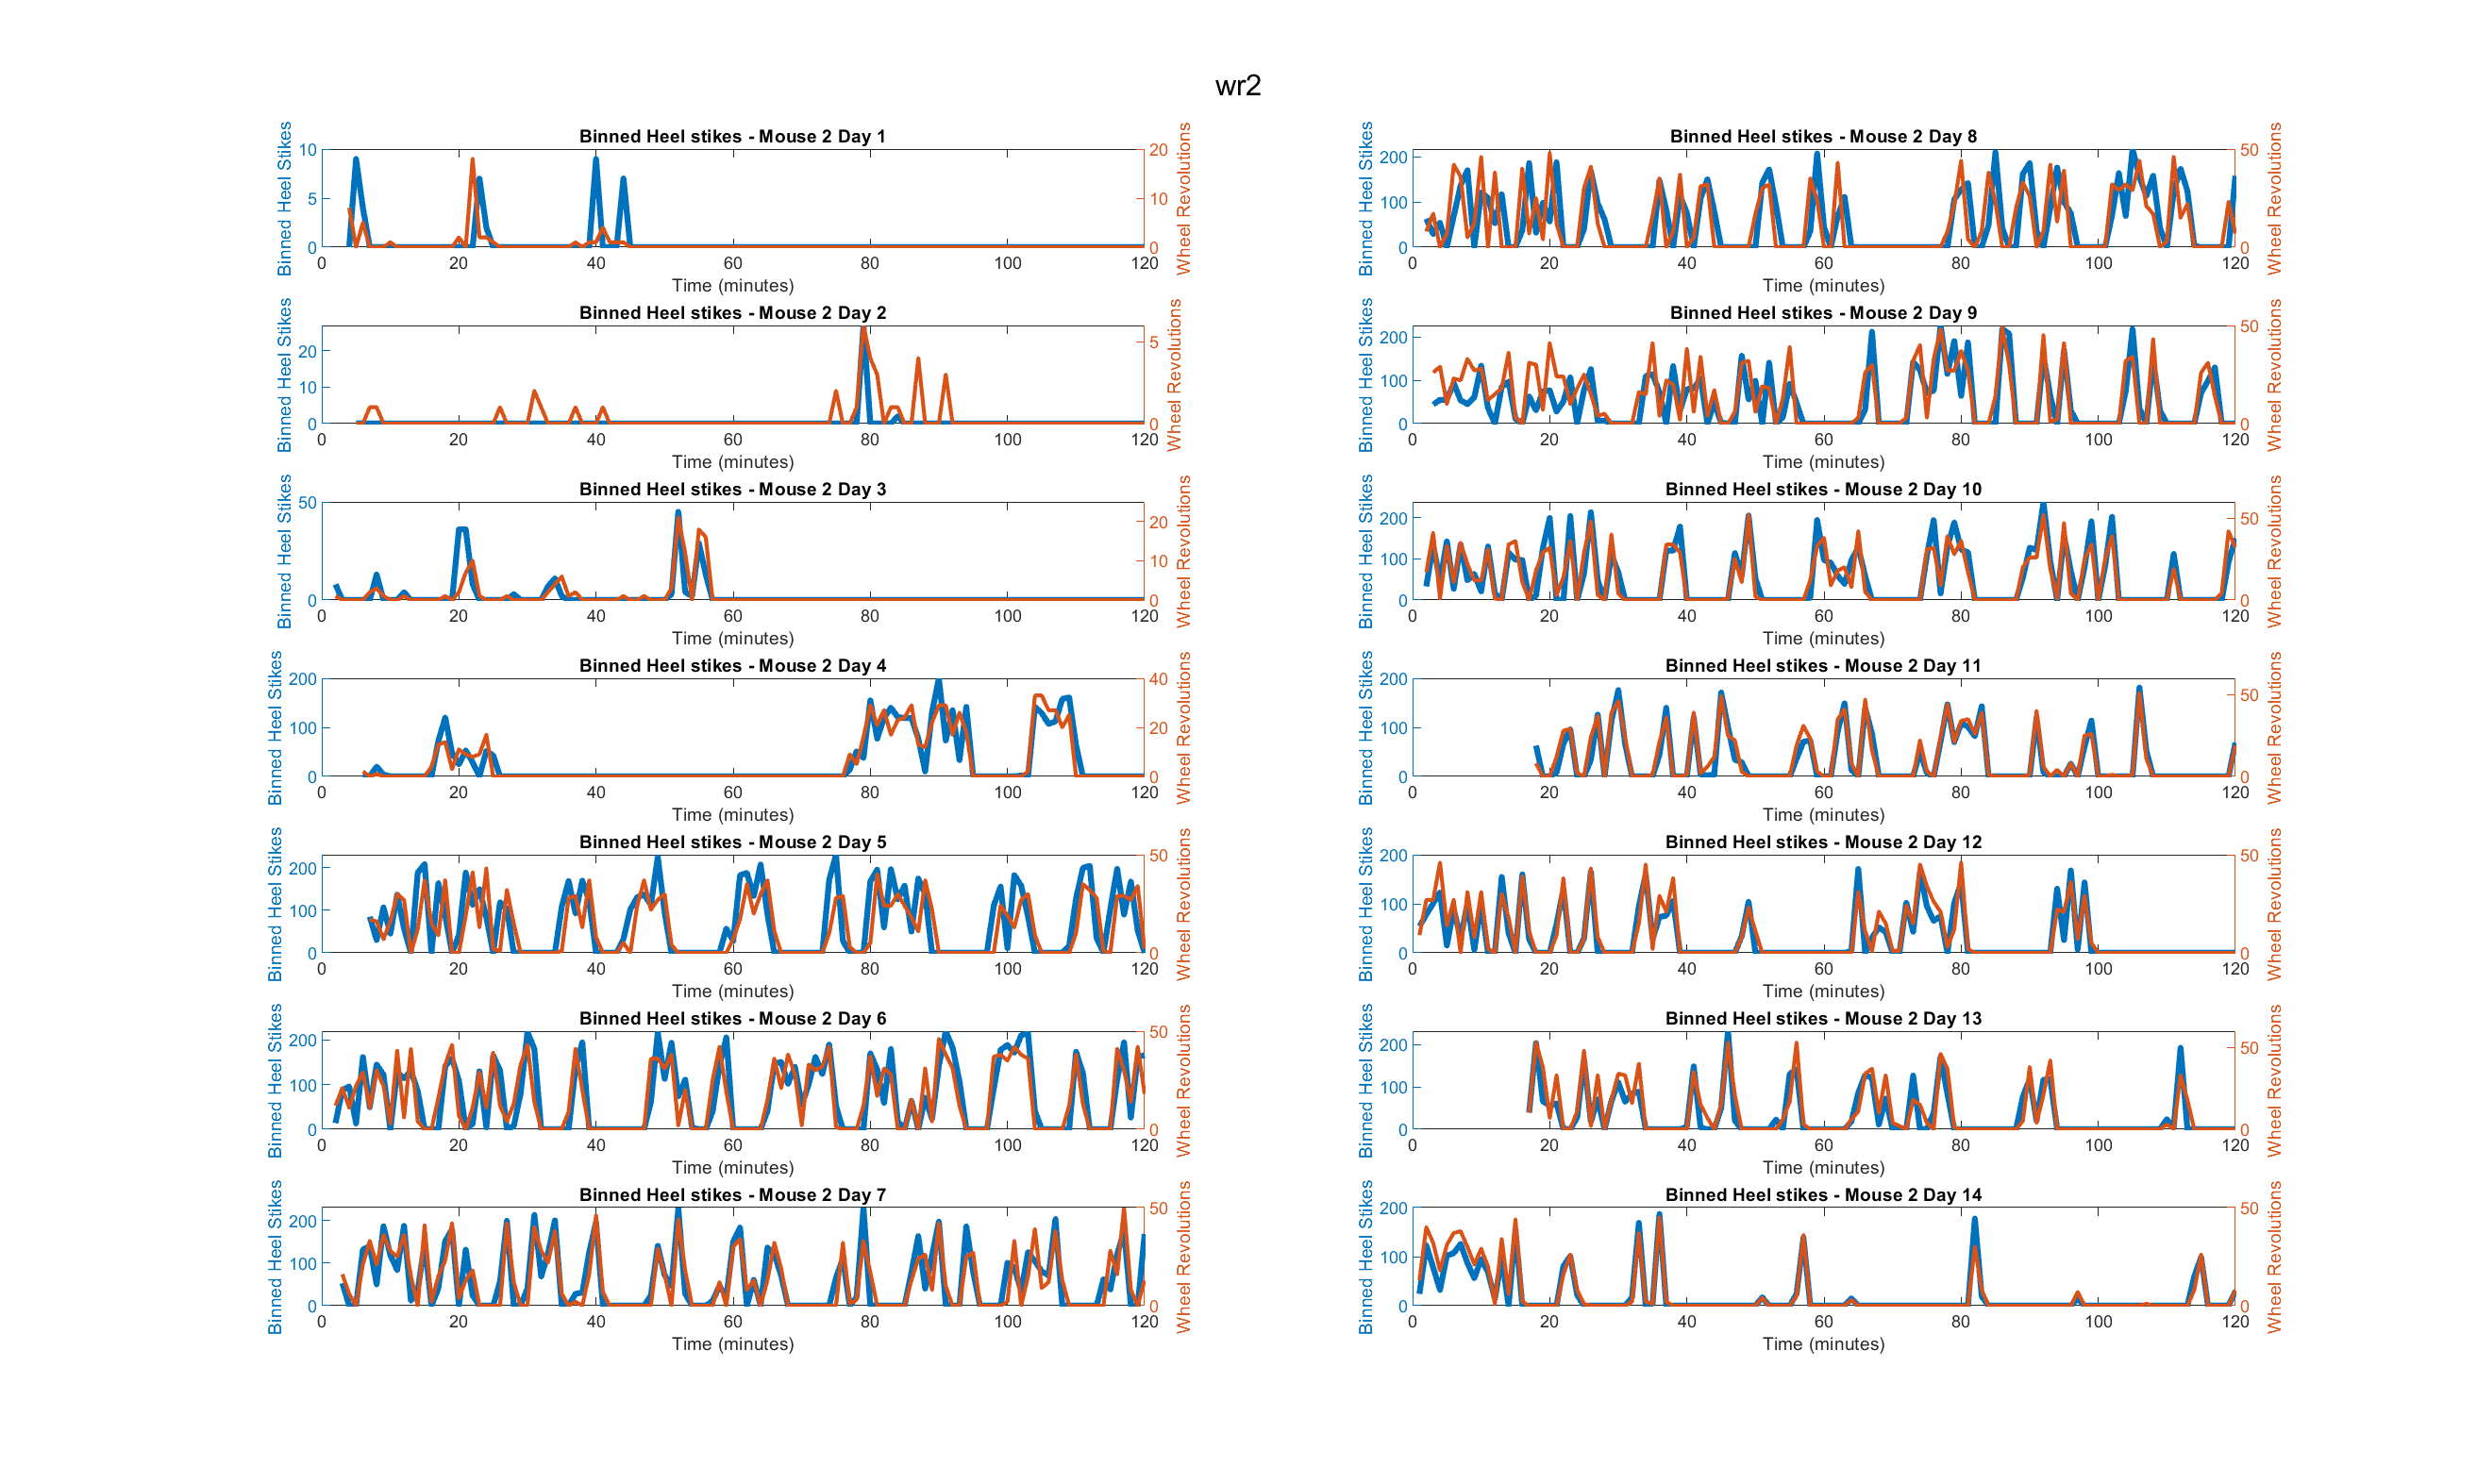 wr2
Binned Heel stikes - Mouse 2 Day 1
Binned Heel Stikes
10
5
0
20
10
0
Wheel Revolutions
0 20 40 60 80 100 120
Time (minutes)
Binned Heel stikes - Mouse 2 Day 2
Binned Heel Stikes
20
10
0
5
0
Wheel Revolutions
0 20 40 60 80 100 120
Time (minutes)
Binned Heel stikes - Mouse 2 Day 3
Binned Heel Stikes
50
0
20
10
0
Wheel Revolutions
0 20 40 60 80 100 120
Time (minutes)
Binned Heel stikes - Mouse 2 Day 4
Binned Heel Stikes
200
100
0
40
20
0
Wheel Revolutions
0 20 40 60 80 100 120
Time (minutes)
Binned Heel stikes - Mouse 2 Day 5
Binned Heel Stikes
200
100
0
50
0
Wheel Revolutions
0 20 40 60 80 100 120
Time (minutes)
Binned Heel stikes - Mouse 2 Day 6
Binned Heel Stikes
200
100
0
50
0
Wheel Revolutions
0 20 40 60 80 100 120
Time (minutes)
Binned Heel stikes - Mouse 2 Day 7
Binned Heel Stikes
200
100
0
50
0
Wheel Revolutions
0 20 40 60 80 100 120
Time (minutes)
Binned Heel stikes - Mouse 2 Day 8
Binned Heel Stikes
200
100
0
50
0
Wheel Revolutions
0 20 40 60 80 100 120
Time (minutes)
Binned Heel stikes - Mouse 2 Day 9
Binned Heel Stikes
200
100
0
50
0
Wheel Revolutions
0 20 40 60 80 100 120
Time (minutes)
Binned Heel stikes - Mouse 2 Day 10
Binned Heel Stikes
200
100
0
50
0
Wheel Revolutions
0 20 40 60 80 100 120
Time (minutes)
Binned Heel stikes - Mouse 2 Day 11
Binned Heel Stikes
200
100
0
50
0
Wheel Revolutions
0 20 40 60 80 100 120
Time (minutes)
Binned Heel stikes - Mouse 2 Day 12
Binned Heel Stikes
200
100
0
50
0
Wheel Revolutions
0 20 40 60 80 100 120
Time (minutes)
Binned Heel stikes - Mouse 2 Day 13
Binned Heel Stikes
200
100
0
50
0
Wheel Revolutions
0 20 40 60 80 100 120
Time (minutes)
Binned Heel stikes - Mouse 2 Day 14
Binned Heel Stikes
200
100
0
50
0
Wheel Revolutions
0 20 40 60 80 100 120
Time (minutes)